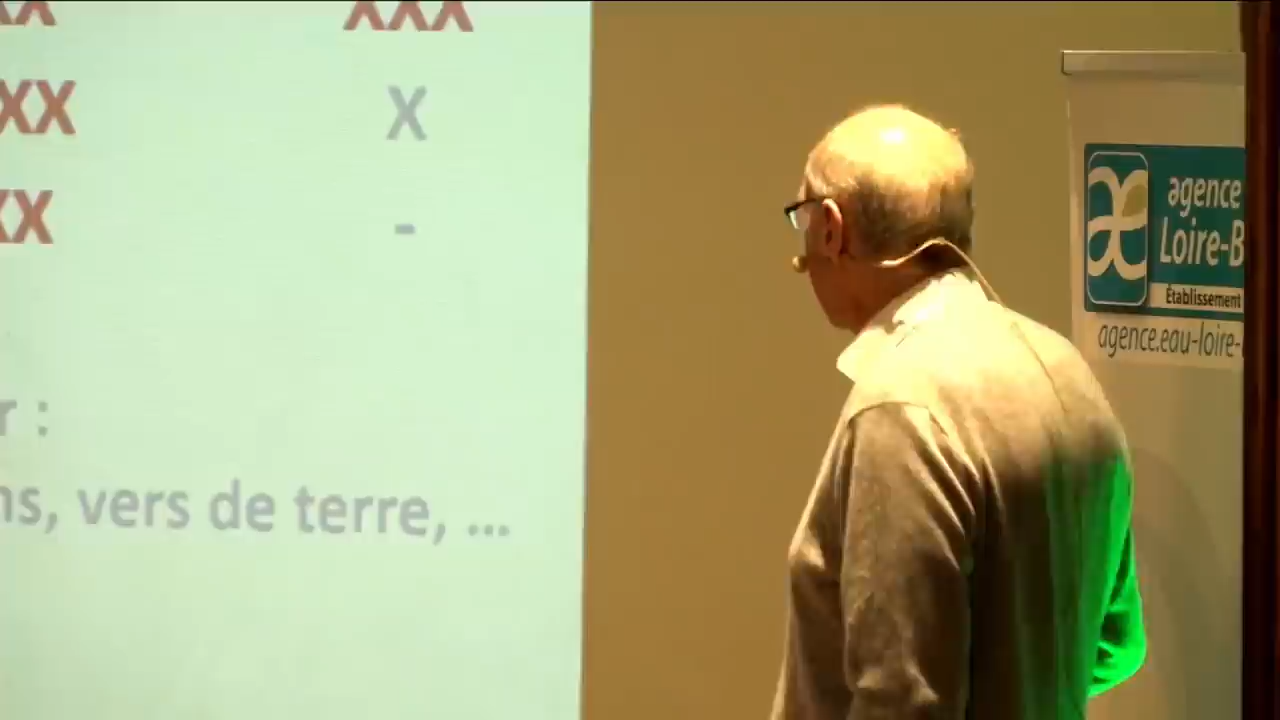 XXX
XX
X
XX
-
r :
ns, vers de terre, ...
æ
agence
Loire-B
Établissement
agence.eau-loire-